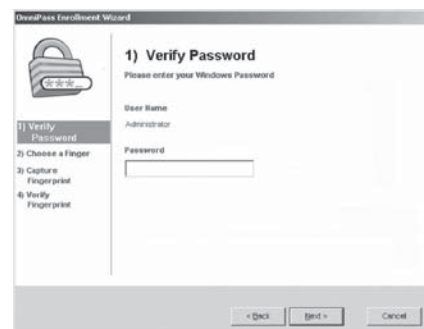 OmniPass Enrollment Wizard
1) Verify Password
Please enter your Windows Password
User Name
Administrator
Password
***_
1) Verify
Password
2) Choose a Finger
3) Capture
Fingerprint
4) Verify
Fingerprint
< Back
Next >
Cancel